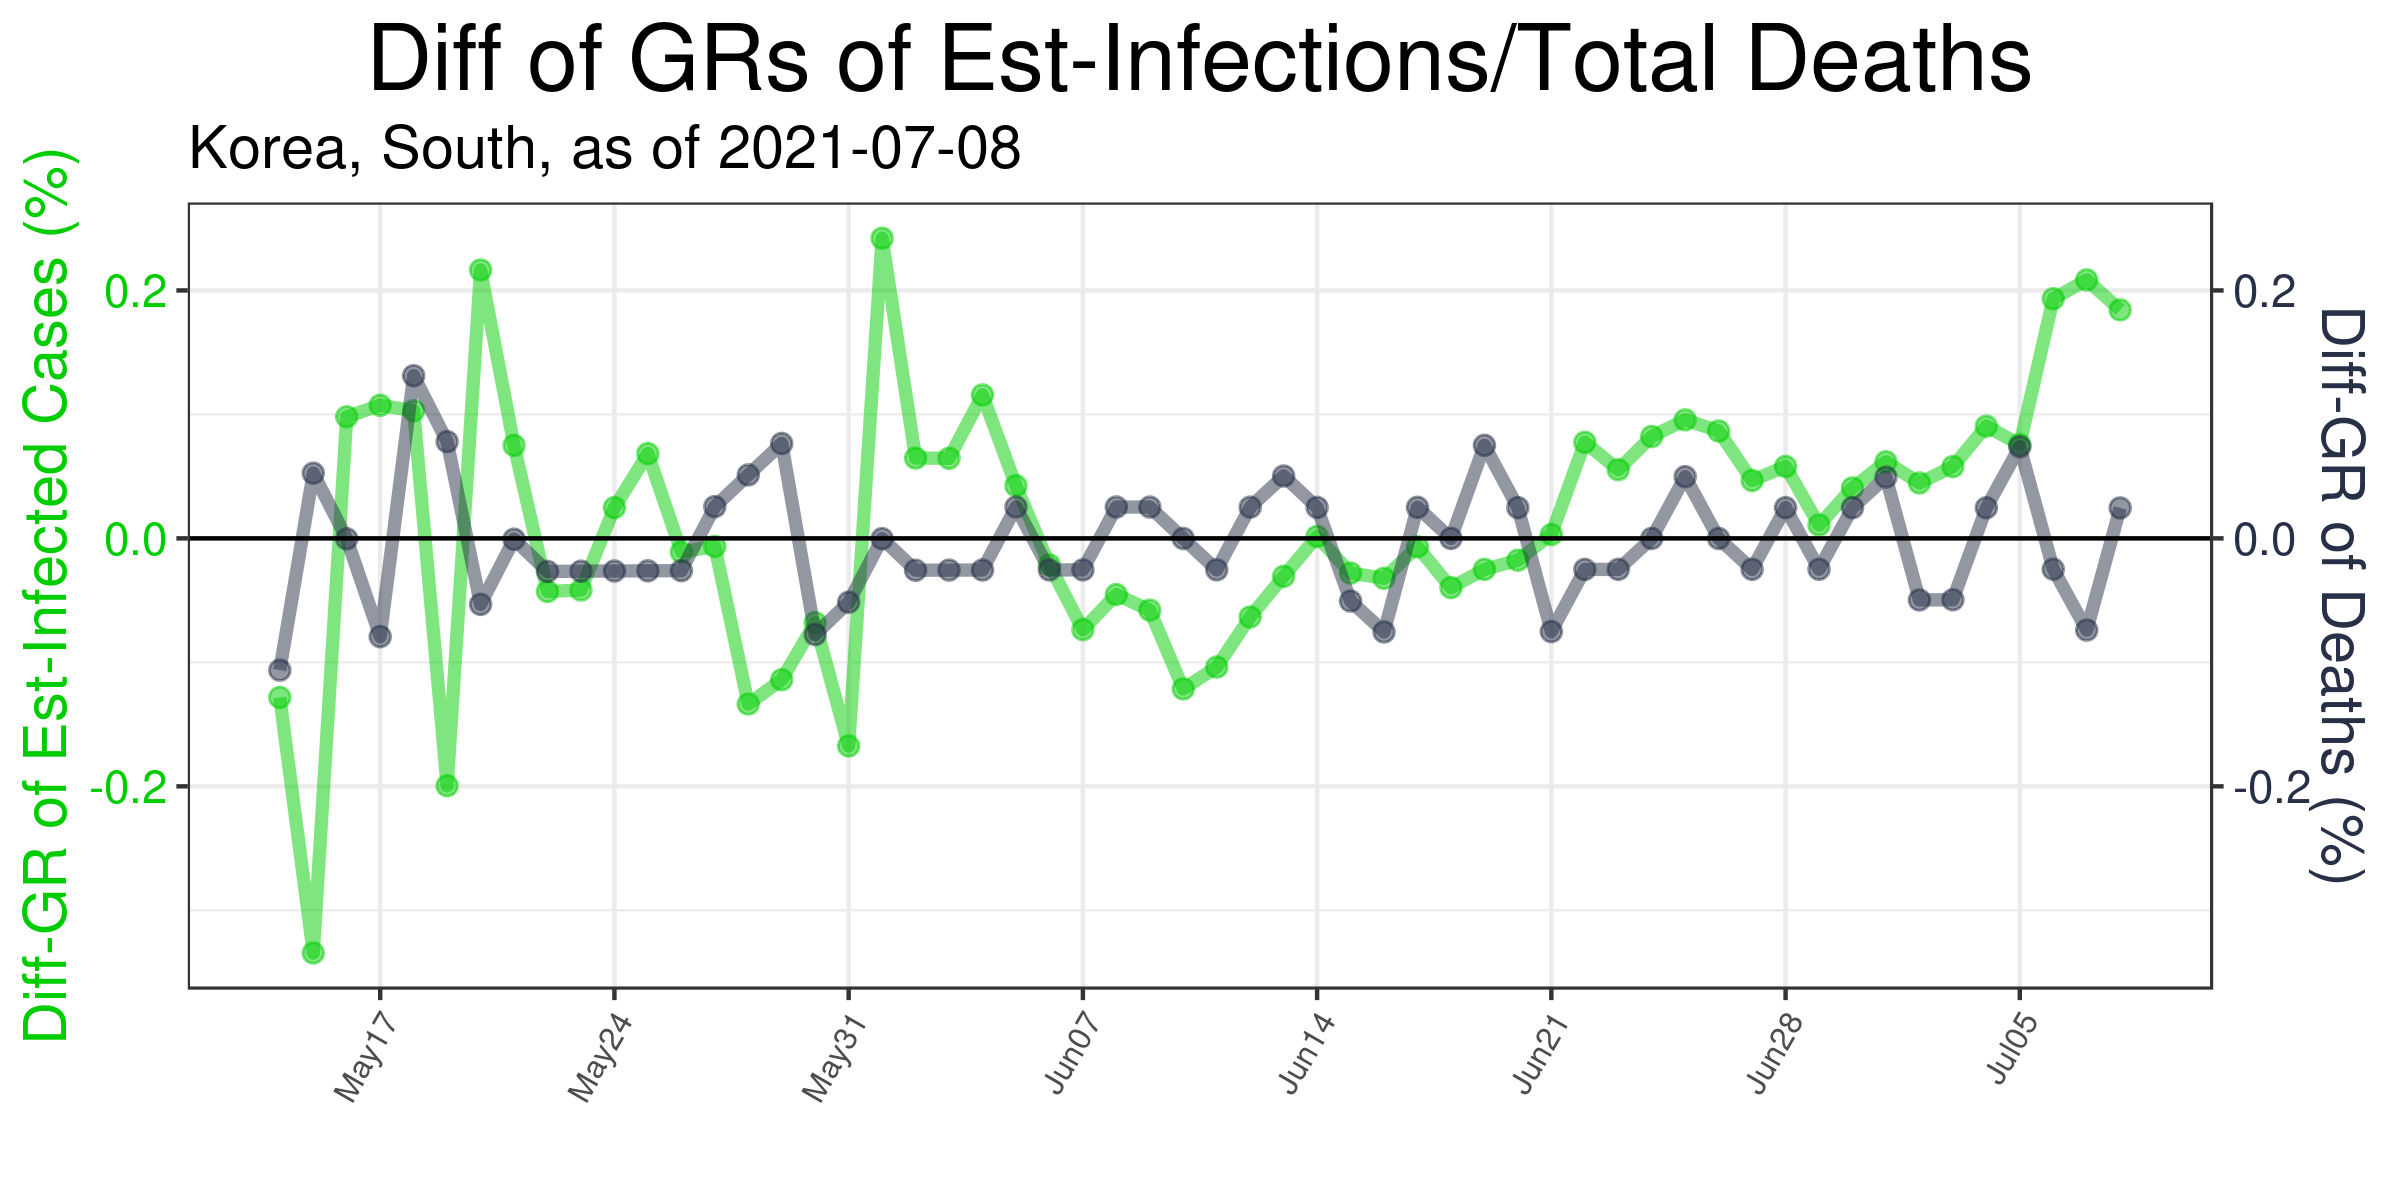 Diff of GRs of Est-Infections/Total Deaths
Korea, South, as of 2021-07-08
Diff-GR of Est-Infected Cases (%)
0.2
0.0
-0.2
0.2
0.0
-0.2
Diff-GR of Deaths (%)
May17
May24
May31
Jun07
Jun14
Jun21
Jun28
Jul05